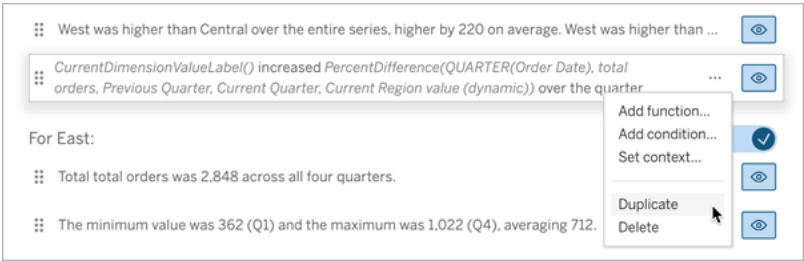 West was higher than Central over the entire series, higher by 220 on average. West was higher than ...
CurrentDimensionValueLabel() increased PercentDifference(QUARTER(Order Date), total
orders, Previous Quarter, Current Quarter, Current Region value (dynamic)) over the quarter
...
Add function...
Add condition...
Set context...
Duplicate
Delete
For East:
Total total orders was 2,848 across all four quarters.
The minimum value was 362 (Q1) and the maximum was 1,022 (Q4), averaging 712.